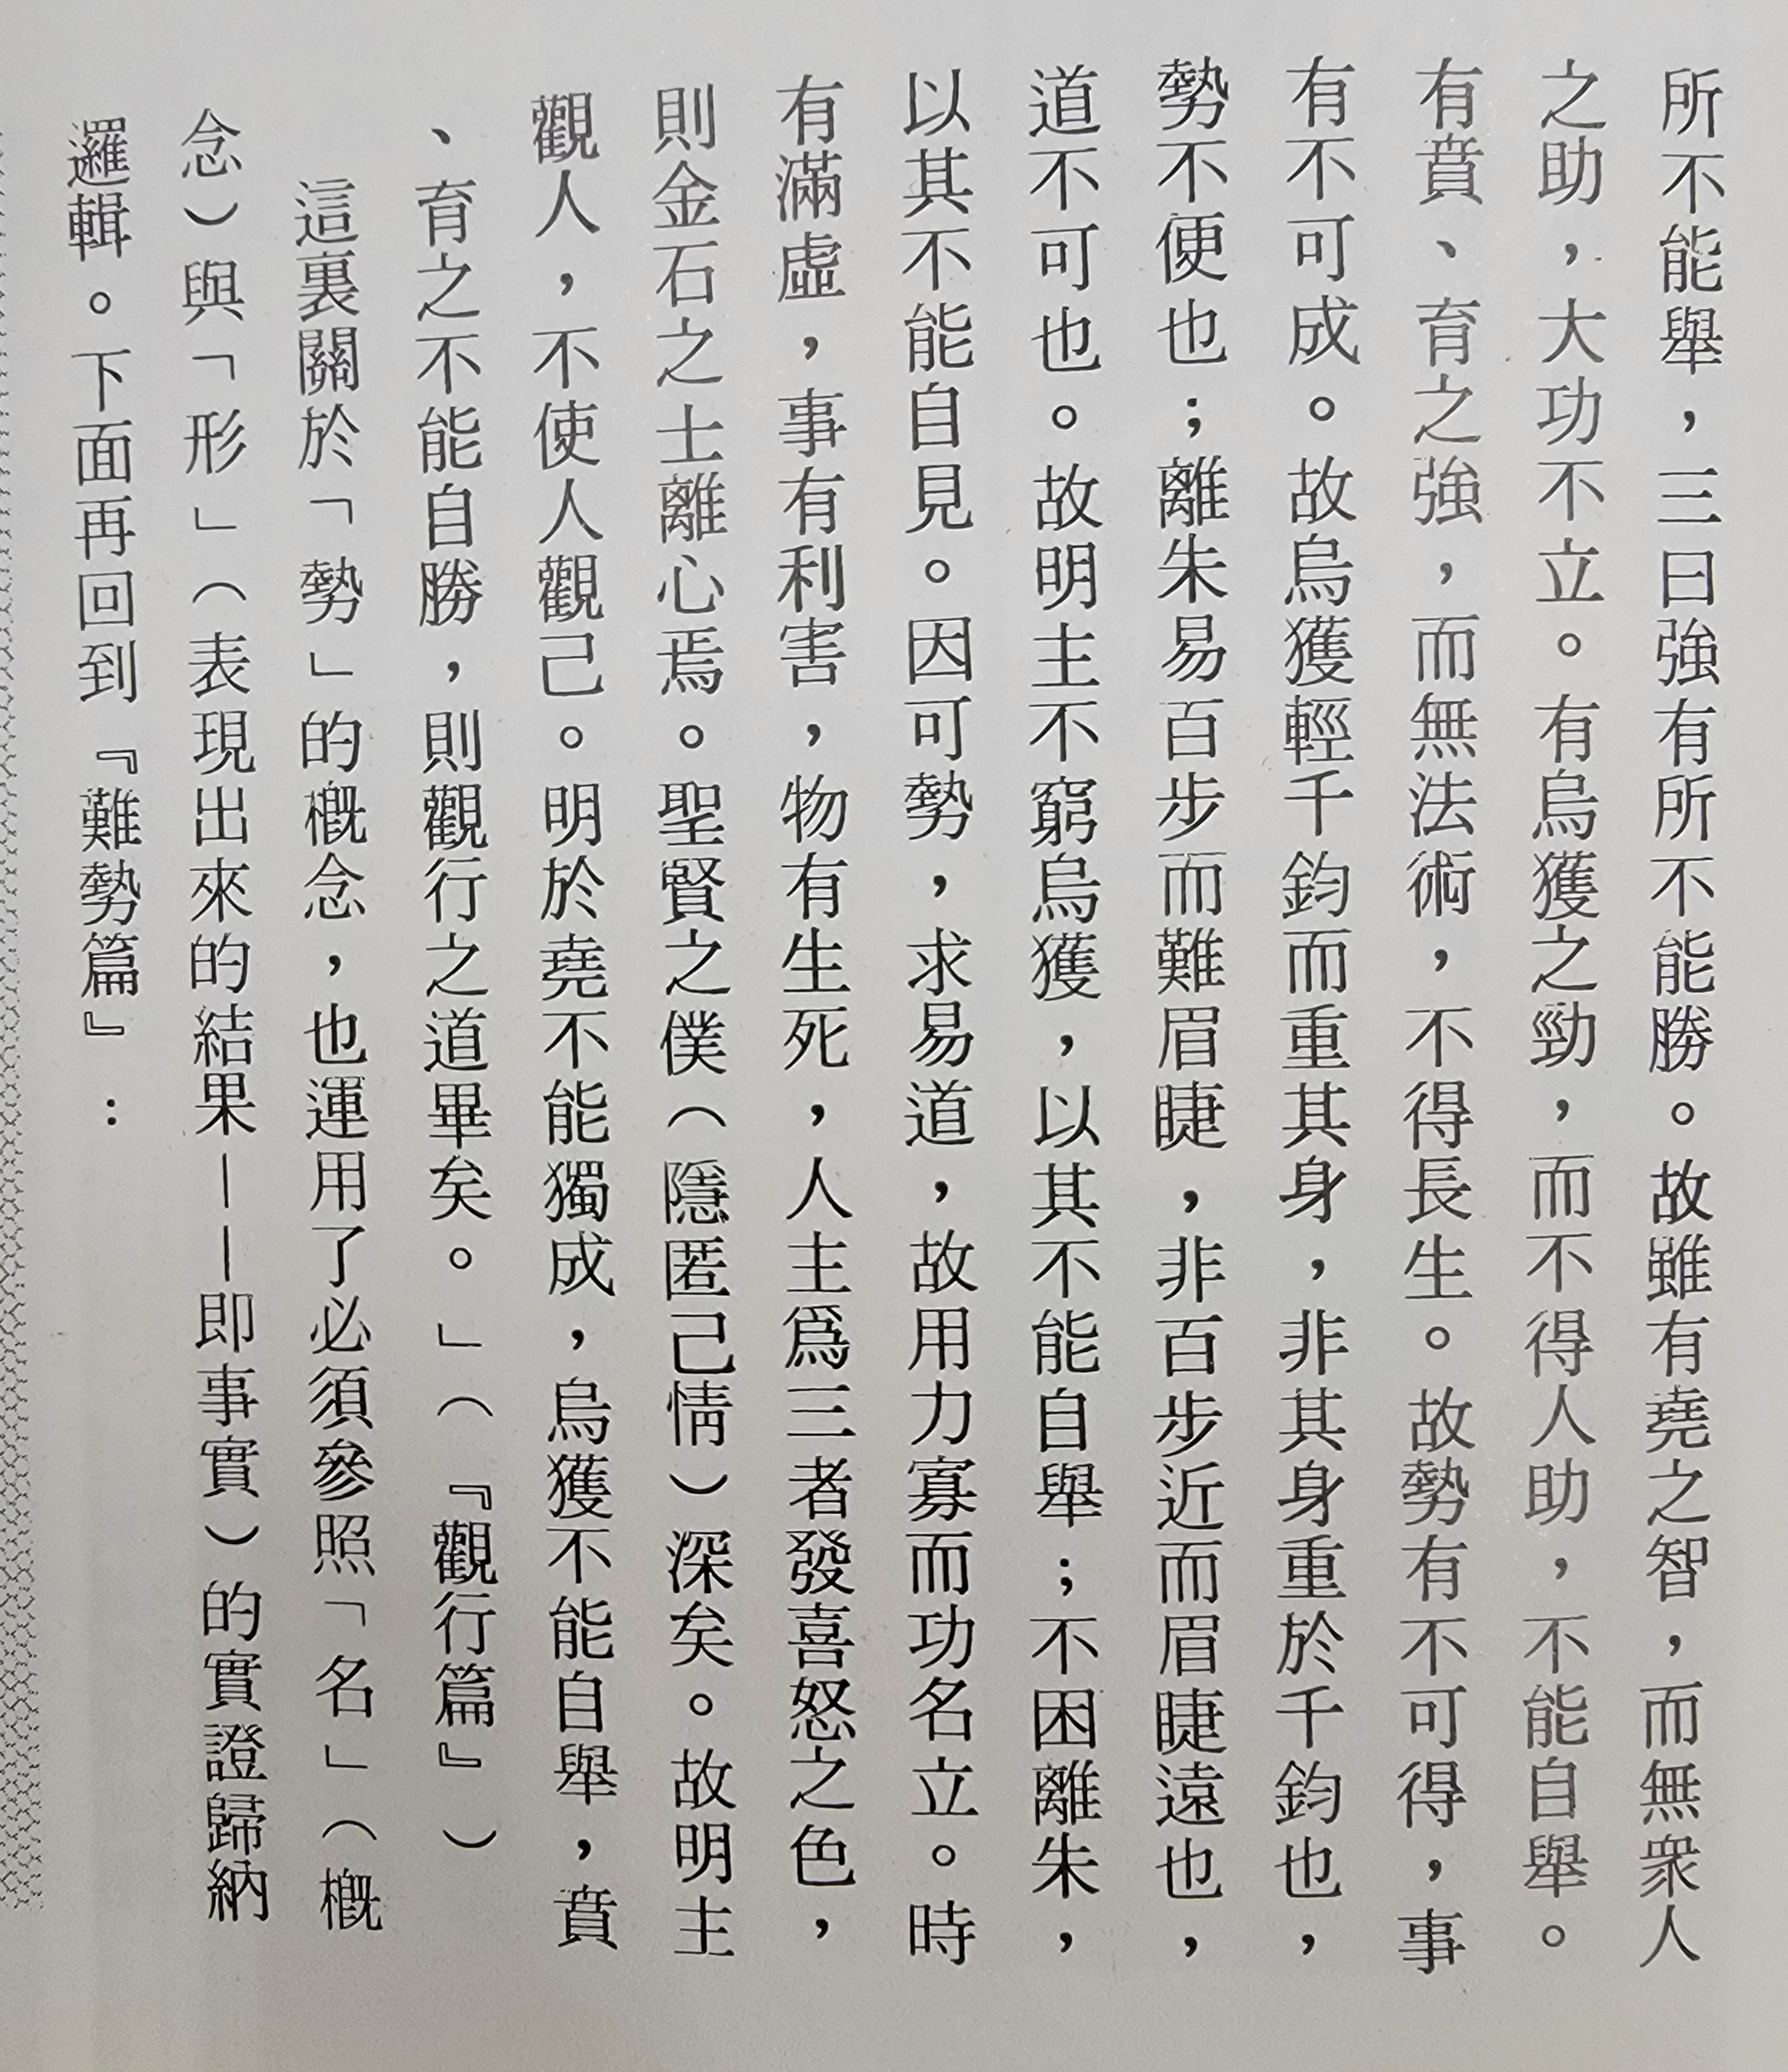 所不能舉，三曰強有所不能勝。故雖有堯之智，而無衆人
之助，大功不立。有烏獲之勁，而不得人助，不能自舉。
有賁、育之強，而無法術，不得長生。故勢有不可得，事
有不可成。故烏獲輕千鈞而重其身，非其身重於千鈞也，
勢不便也；離朱易百步而難眉睫，非百步近而眉睫遠也，
道不可也。故明主不窮烏獲，以其不能自舉；不困離朱，
以其不能自見。因可勢，求易道，故用力寡而功名立。時
有滿虛，事有利害，物有生死，人主爲三者發喜怒之色，
則金石之士離心焉。聖賢之僕（隱匿己情）深矣。故明主
觀人，不使人觀己。明於堯不能獨成，烏獲不能自舉，賁
、育之不能自勝，則觀行之道畢矣。」（『觀行篇』）
這裏關於「勢」的概念，也運用了必須參照「名」（概
念）與「形」（表現出來的結果——即事實）的實證歸納
邏輯。下面再回到『難勢篇』: